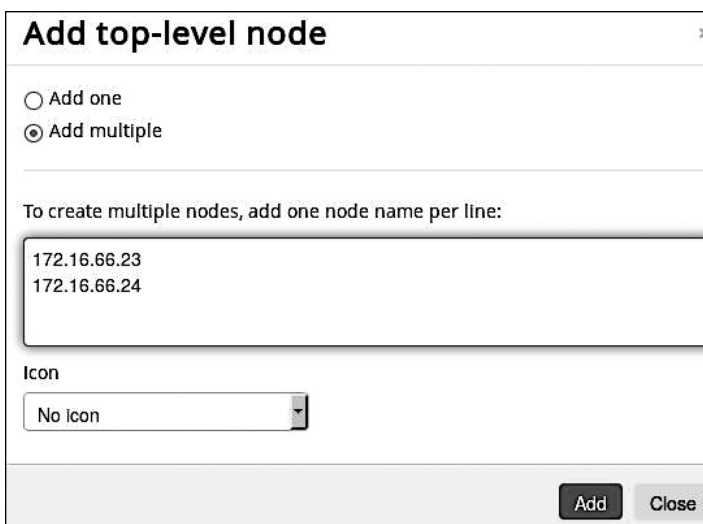 Add top-level node
Add one
Add multiple
To create multiple nodes, add one node name per line:
172.16.66.23
172.16.66.24
Icon
No icon
Add Close